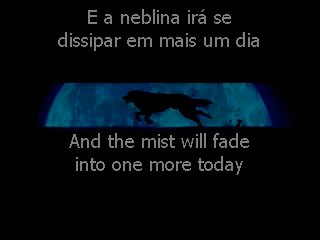 E a neblina irá se
dissipar em mais um dia
And the mist will fade
into one more today